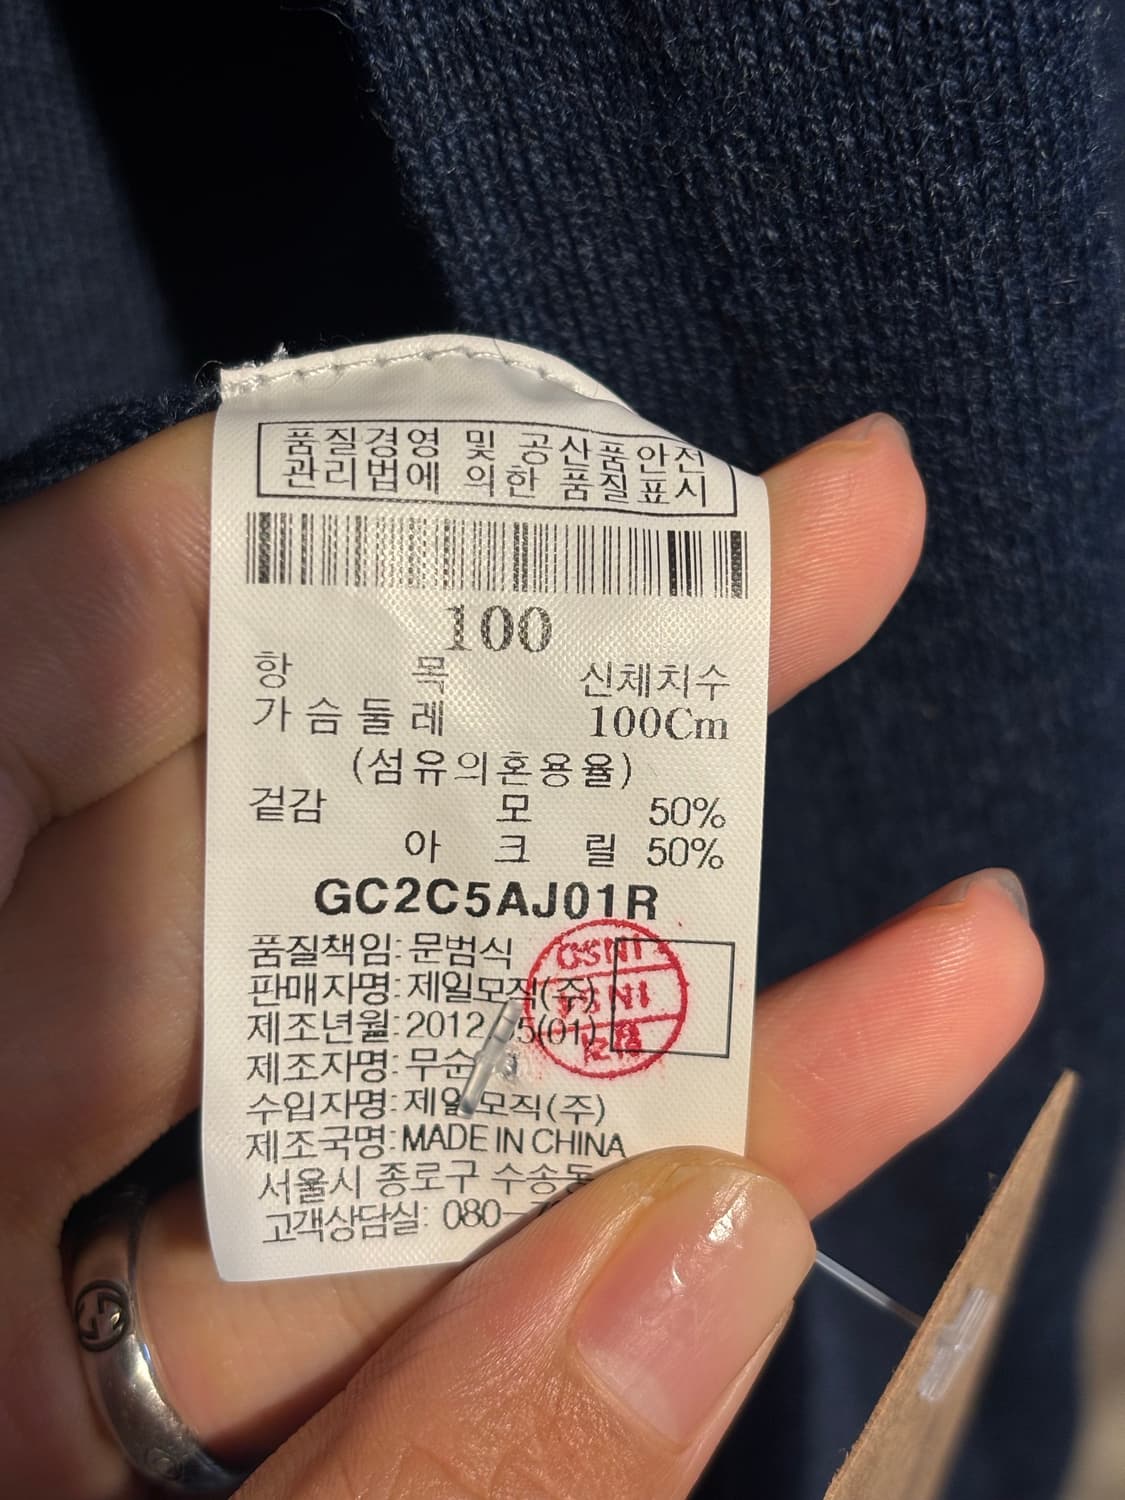 품질경영 및 공산품안전
관리법에 의한 품질표시
100
항 목 신체치수
가슴둘레 100Cm
(섬유의혼용율)
겉감 모 50%
아크릴 50%
GC2C5AJ01R
품질책임: 문범식
판매자명: 제일모직(주)
제조년월: 2012 5(01)
제조자명:
수입자명: 제일모직(주)
제조국명: MADE IN CHINA
서울시 종로구 수송동
고객상담실: 080-7